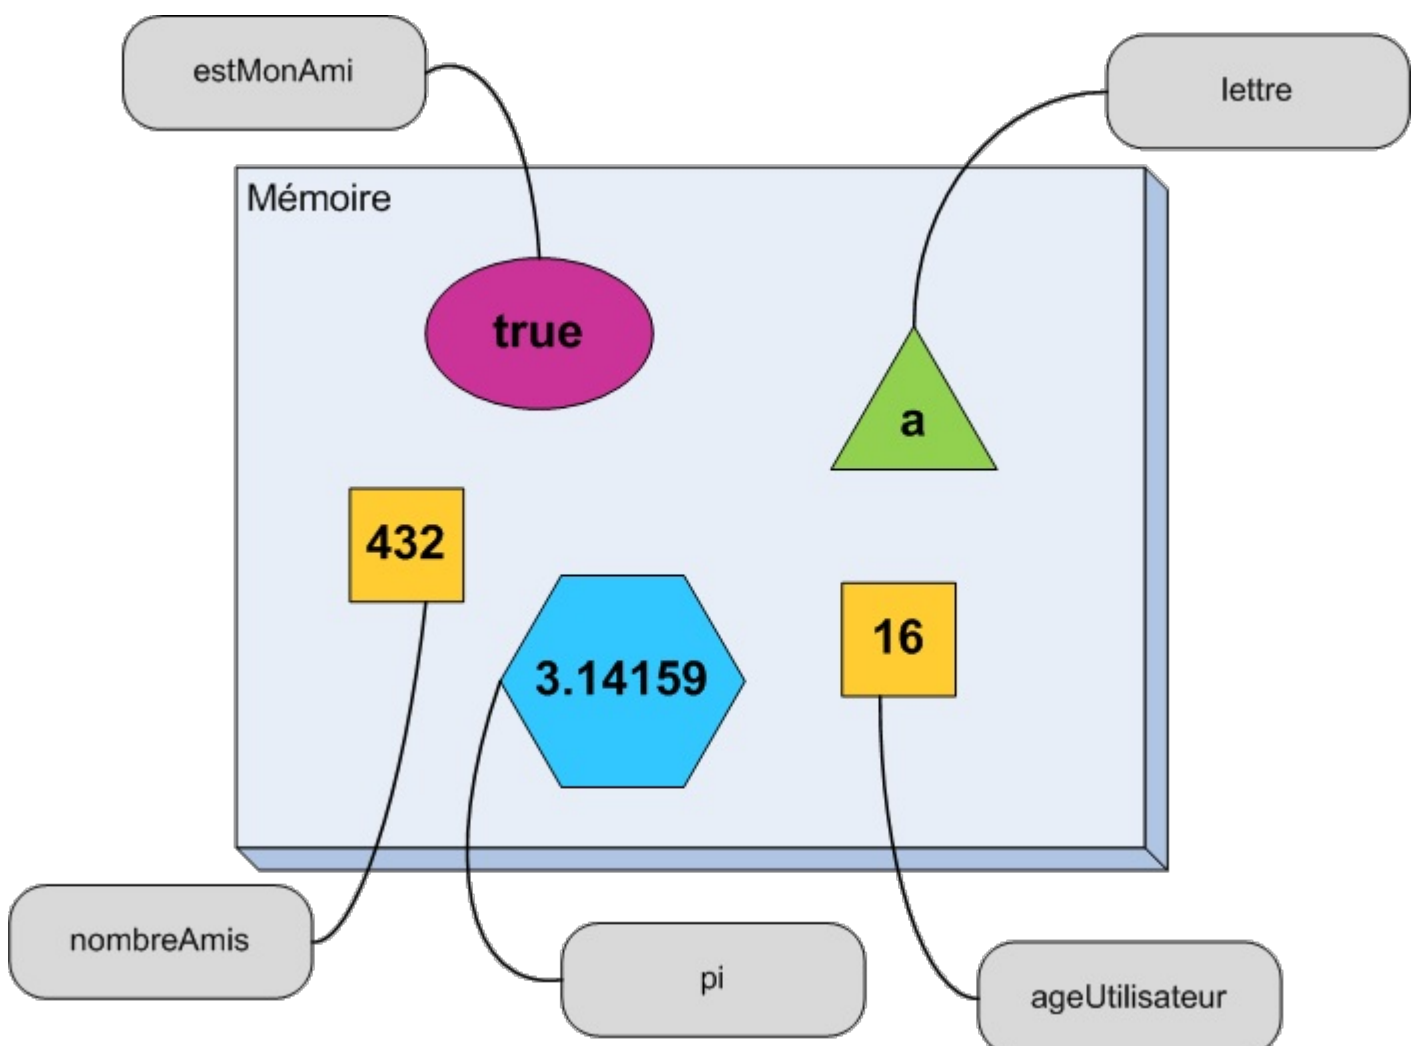 estMonAmi
lettre
Mémoire
true
a
432
3.14159
16
nombreAmis
pi
ageUtilisateur